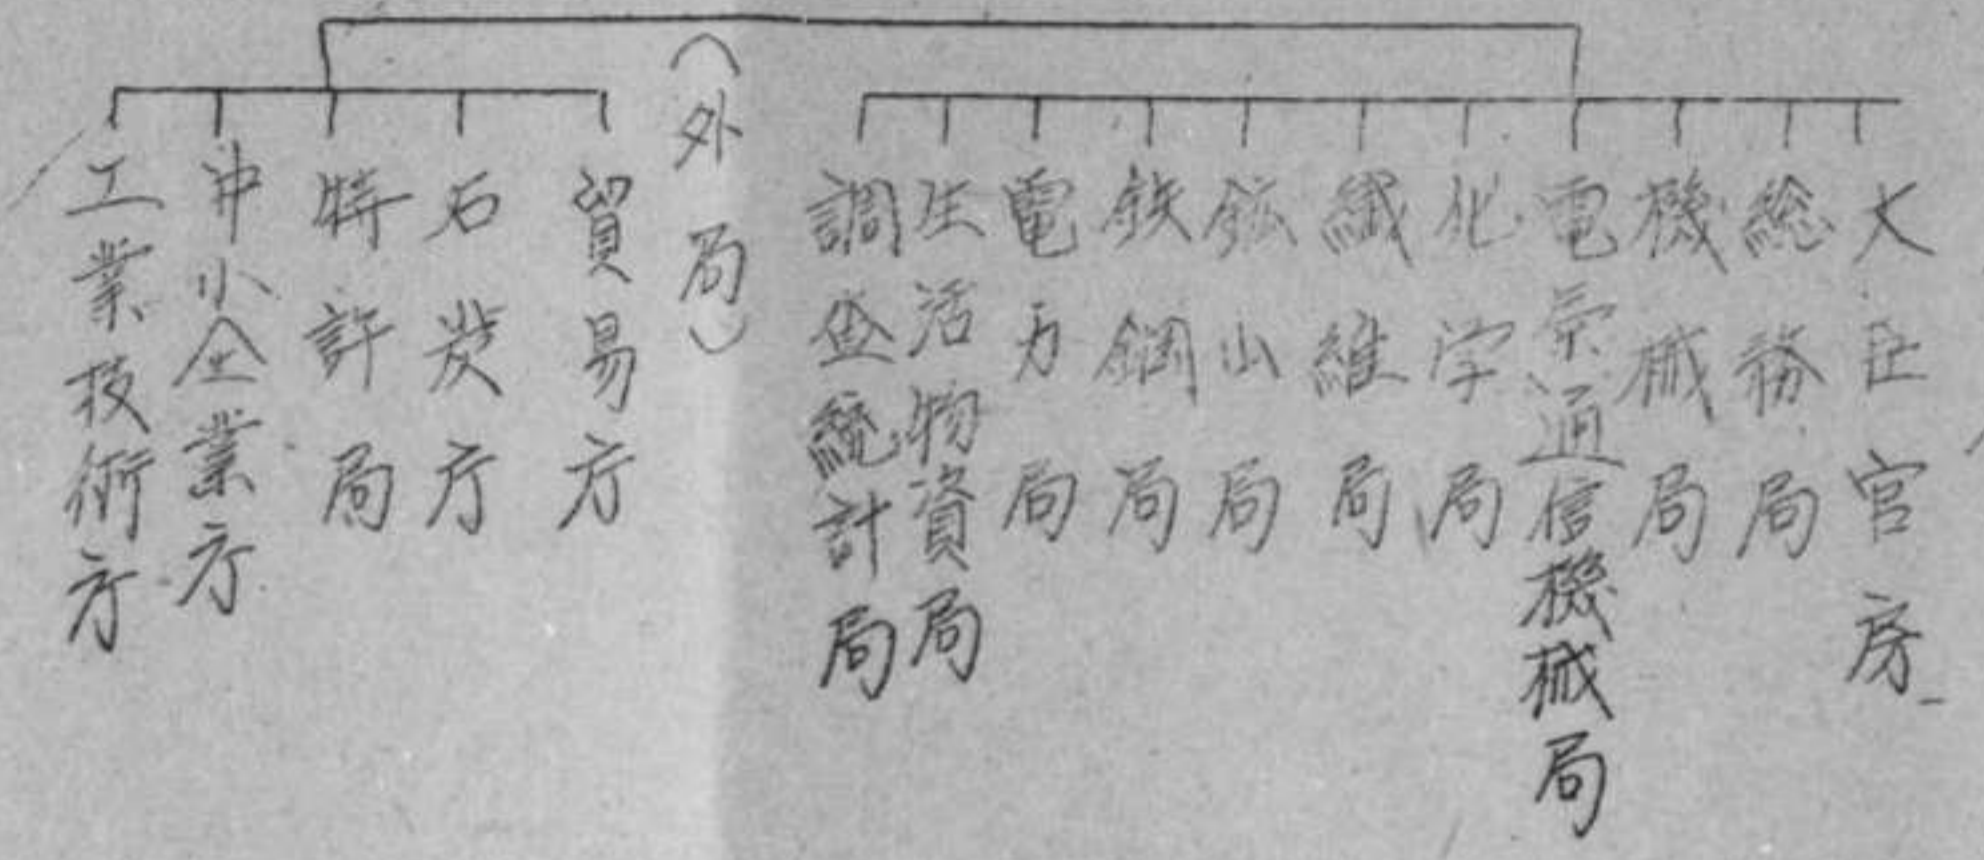 大臣官房
総務局
機械局
電気通信機械局
化学局
繊維局
鉱山局
鉄鋼局
電力局
生活物資局
調査統計局
（外局）
貿易庁
石炭庁
特許局
中小企業庁
工業技術庁